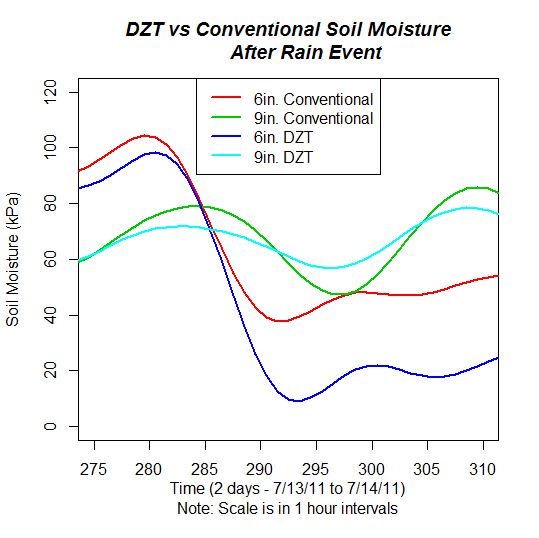 DZT vs Conventional Soil Moisture
After Rain Event
6in. Conventional
9in. Conventional
6in. DZT
9in. DZT
Soil Moisture (kPa)
120
100
80
60
40
20
0
275 280 285 290 295 300 305 310
Time (2 days - 7/13/11 to 7/14/11)
Note: Scale is in 1 hour intervals